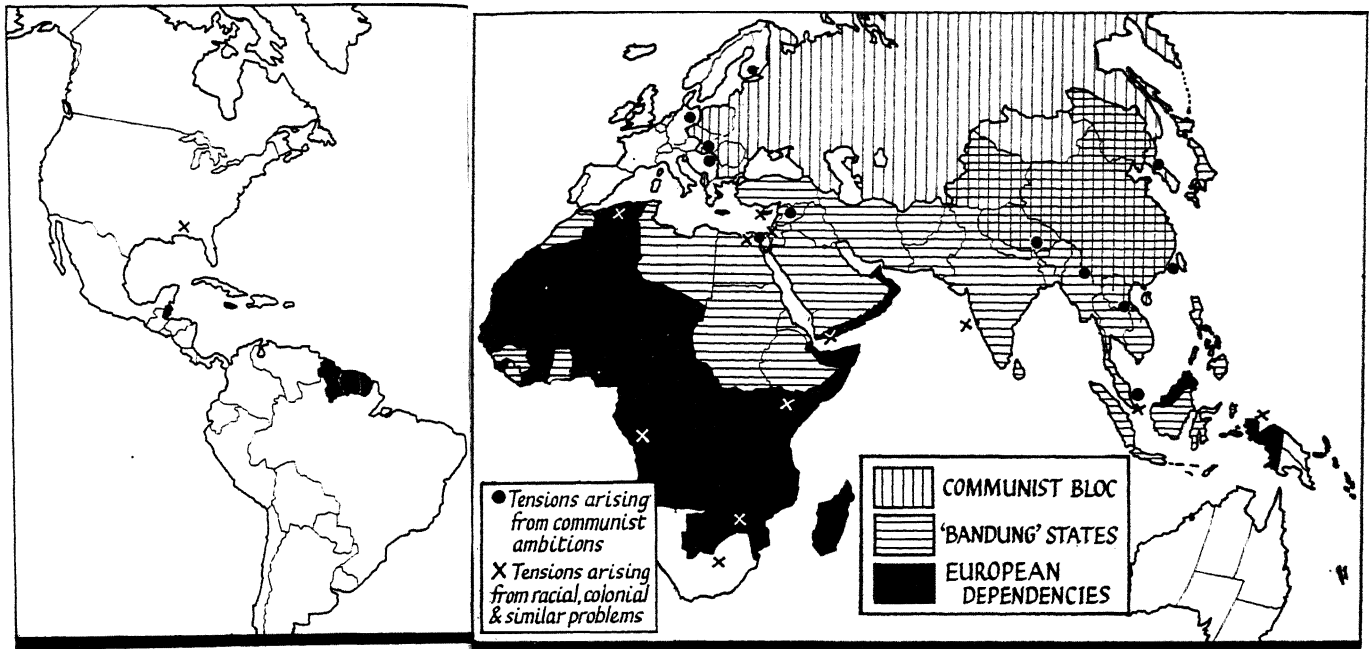 ● Tensions arising
from communist
ambitions
X Tensions arising
from racial, colonial
& similar problems
COMMUNIST BLOC
'BANDUNG' STATES
EUROPEAN
DEPENDENCIES